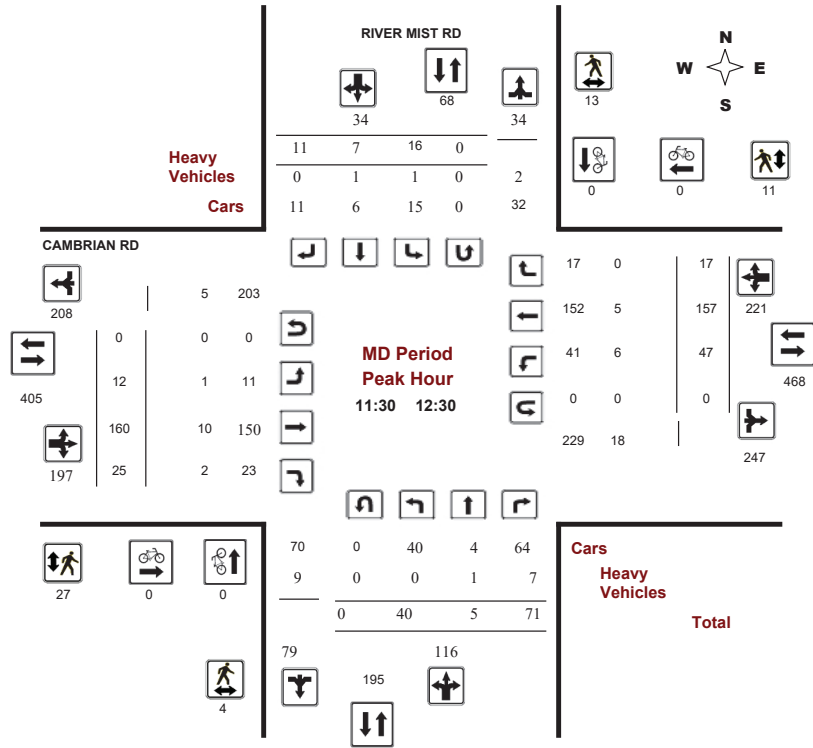 RIVER MIST RD
N
W E
S
68
13
34 34
11 7 16 0
Heavy
Vehicles
0 1 1 0 2
Cars
11 6 15 0 32
0 0 11
CAMBRIAN RD
208
5 203
0 0 0
405
12 1 11
160 10 150
197
25 2 23
MD Period
Peak Hour
11:30 12:30
17 0 17
152 5 157
221
41 6 47
468
0 0 0
229 18
247
70 0 40 4 64
9 0 0 1 7
0 40 5 71
Cars
Heavy
Vehicles
Total
27 0 0
79 116
195
4